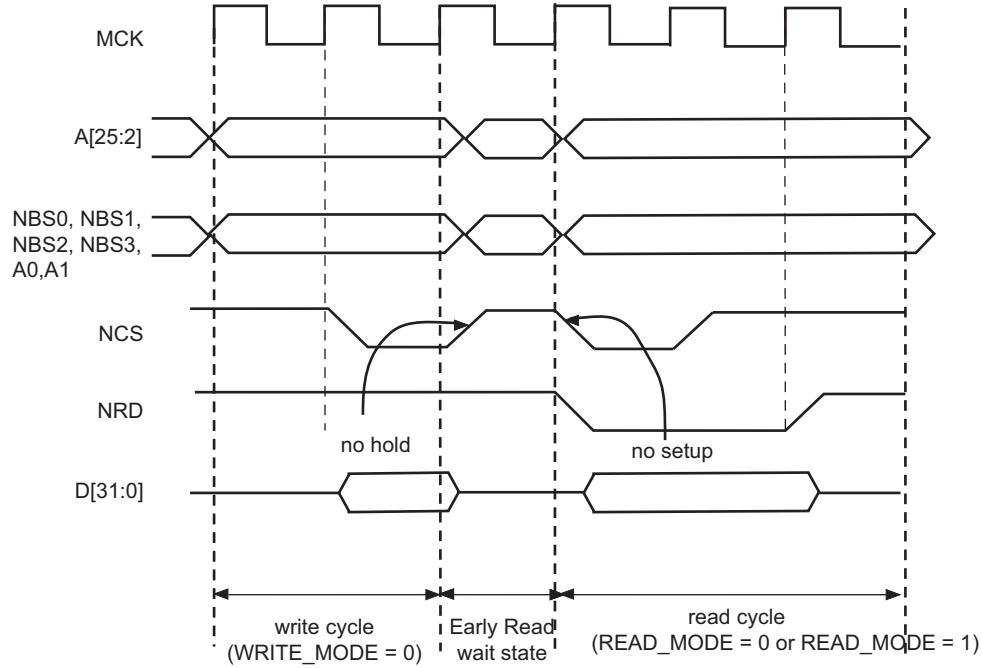 MCK
A[25:2]
NBS0, NBS1,
NBS2, NBS3,
A0,A1
NCS
NRD
no hold
no setup
D[31:0]
write cycle
(WRITE_MODE = 0)
Early Read
wait state
read cycle
(READ_MODE = 0 or READ_MODE = 1)